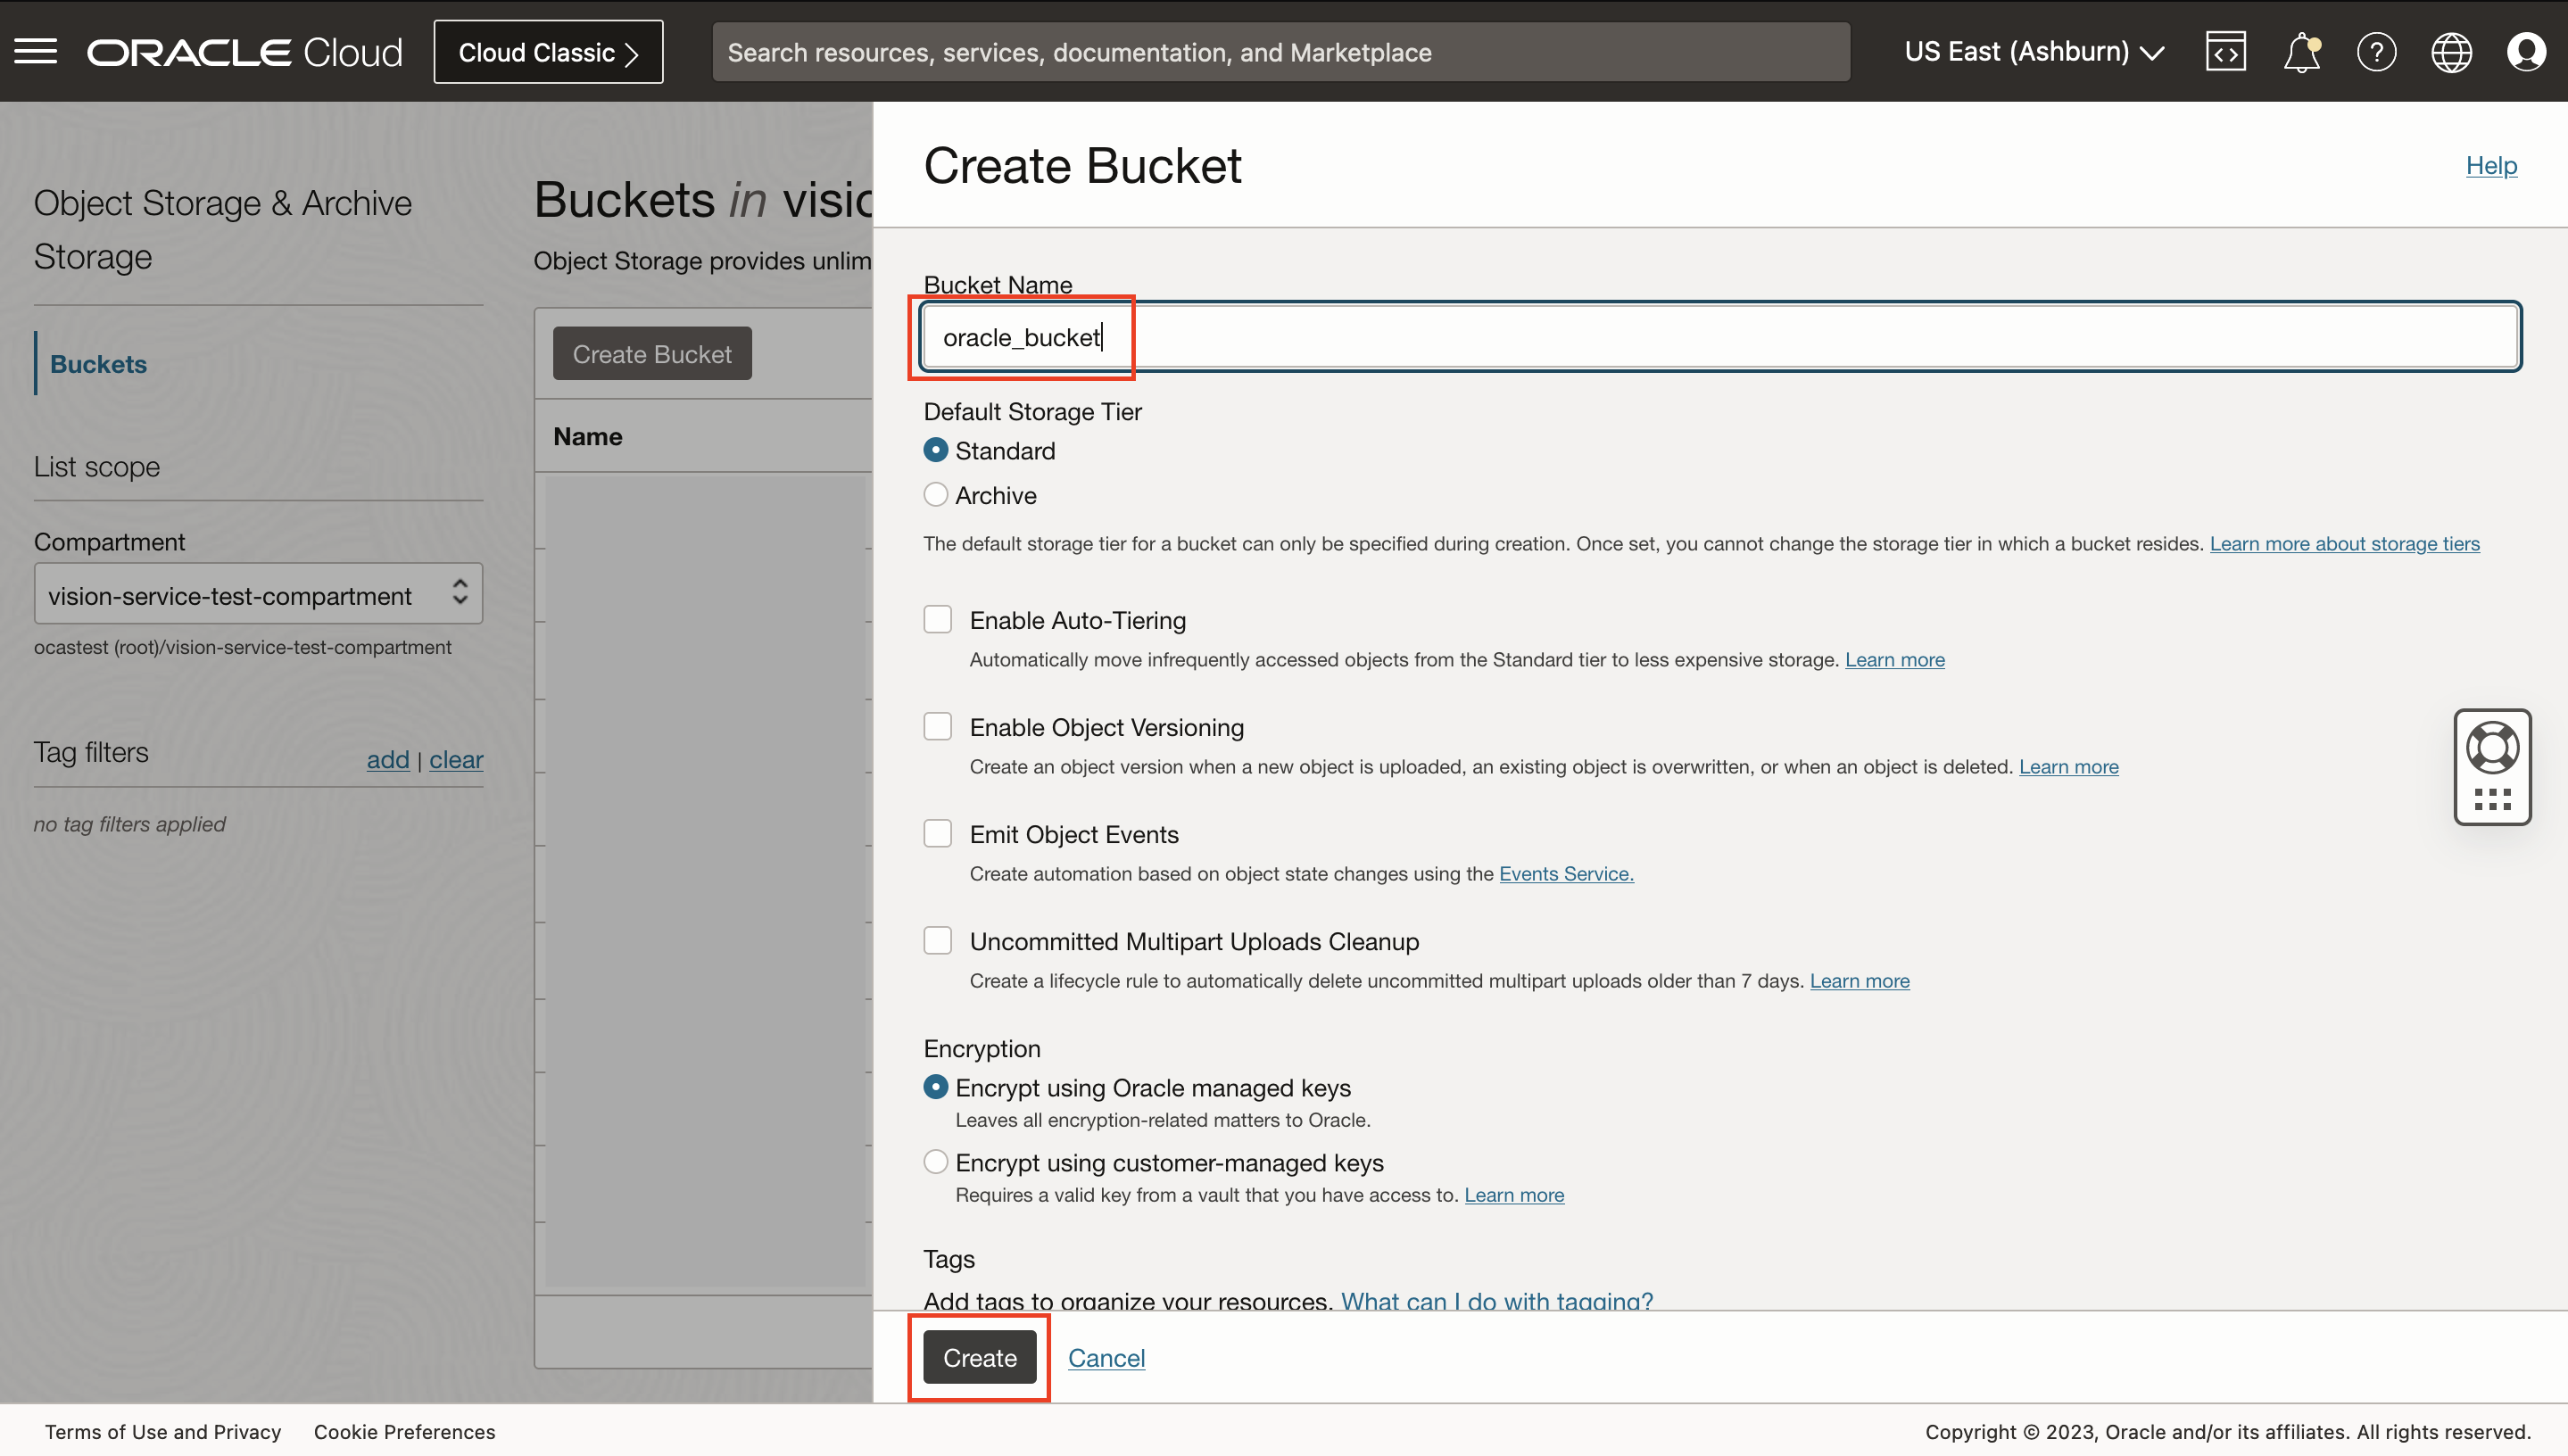 ORACLE Cloud
Cloud Classic
Search resources, services, documentation, and Marketplace
US East (Ashburn)
Object Storage & Archive
Storage
Buckets
List scope
Compartment
vision-service-test-compartment
ocastest (root)/vision-service-test-compartment
Tag filters
add | clear
no tag filters applied
Buckets in visio
Object Storage provides unlim
Create Bucket
Name
Create Bucket
Help
Bucket Name
oracle_bucket
Default Storage Tier
Standard
Archive
The default storage tier for a bucket can only be specified during creation. Once set, you cannot change the storage tier in which a bucket resides. Learn more about storage tiers
Enable Auto-Tiering
Automatically move infrequently accessed objects from the Standard tier to less expensive storage. Learn more
Enable Object Versioning
Create an object version when a new object is uploaded, an existing object is overwritten, or when an object is deleted. Learn more
Emit Object Events
Create automation based on object state changes using the Events Service.
Uncommitted Multipart Uploads Cleanup
Create a lifecycle rule to automatically delete uncommitted multipart uploads older than 7 days. Learn more
Encryption
Encrypt using Oracle managed keys
Leaves all encryption-related matters to Oracle.
Encrypt using customer-managed keys
Requires a valid key from a vault that you have access to. Learn more
Tags
Add tags to organize your resources. What can I do with tagging?
Create
Cancel
Terms of Use and Privacy
Cookie Preferences
Copyright © 2023, Oracle and/or its affiliates. All rights reserved.